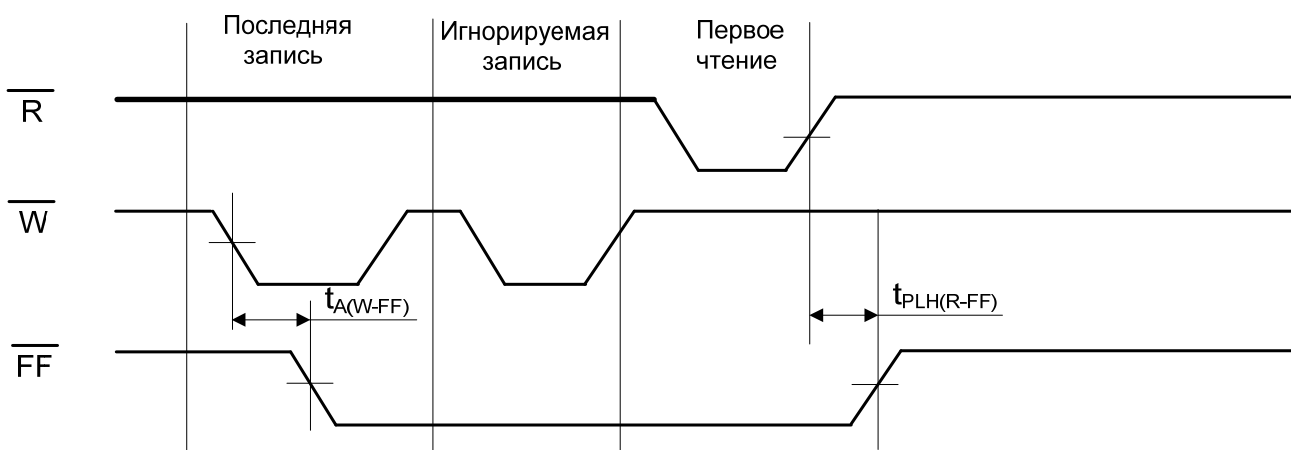 Последняя
запись
Игнорируемая
запись
Первое
чтение
R
W
tA(W-FF)
tPLH(R-FF)
FF